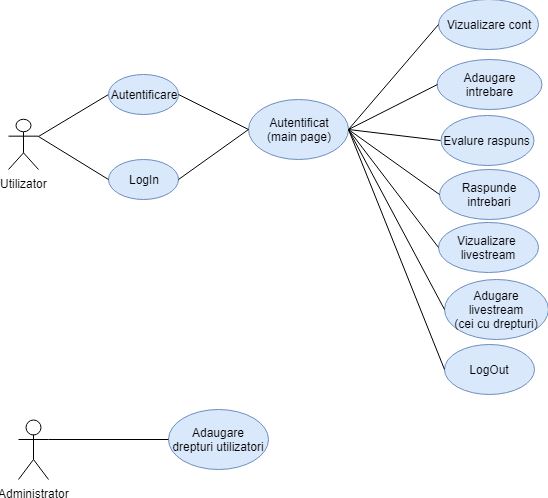 Vizualizare cont
Adaugare
intrebare
Autentificare
Autentificat
(main page)
Evalure raspuns
Utilizator
LogIn
Raspunde
intrebari
Vizualizare
livestream
Adugare
livestream
(cei cu drepturi)
LogOut
Adaugare
drepturi utilizatori
Administrator